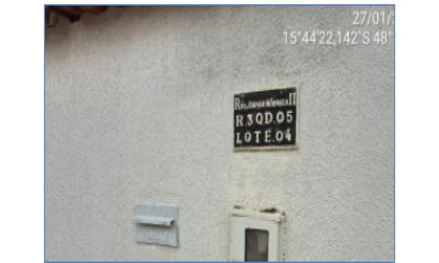 27/01/
15°44'22,142"S 48°
R. 3 QD. 05
LOTE. 04